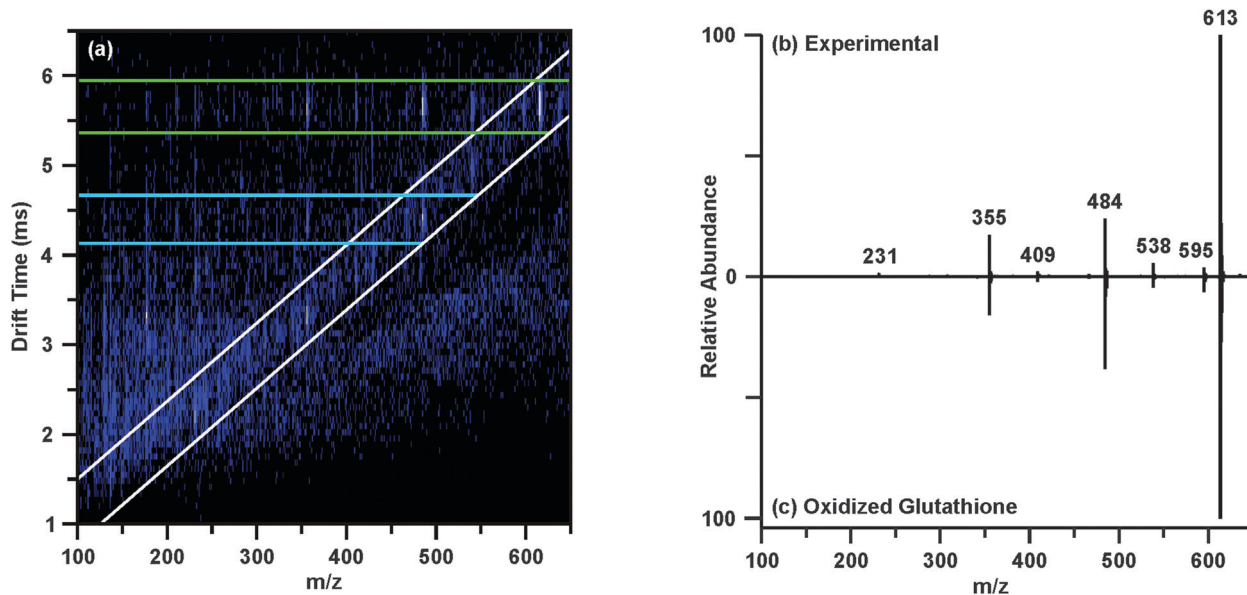 (a)
6
5
4
3
2
1
Drift Time (ms)
100 200 300 400 500 600
m/z
613
100
(b) Experimental
355
484
231
409
538
595
0
Relative Abundance
100
(c) Oxidized Glutathione
100 200 300 400 500 600
m/z